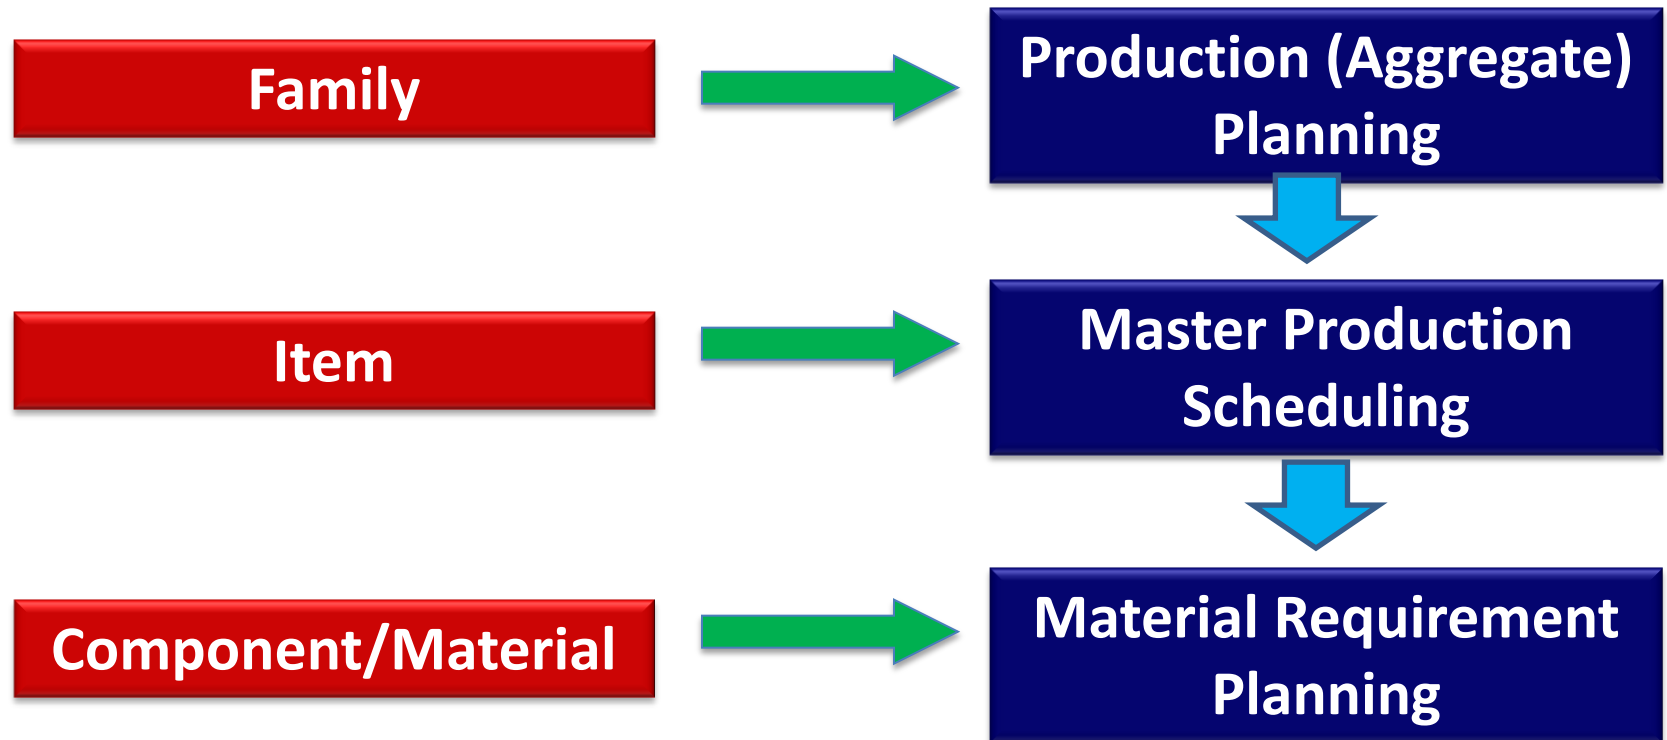 Family
Production (Aggregate)
Planning
Item
Master Production
Scheduling
Component/Material
Material Requirement
Planning